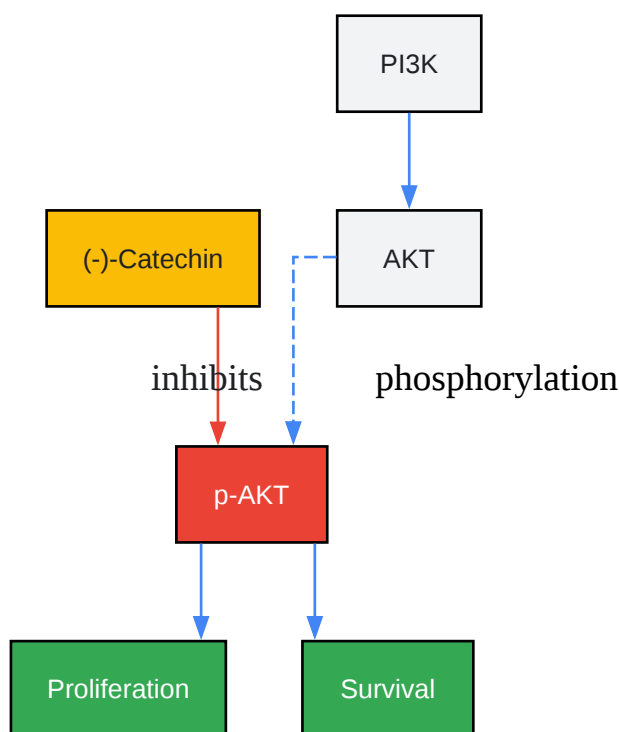 PI3K
(-)-Catechin
AKT
inhibits
phosphorylation
p-AKT
Proliferation
Survival